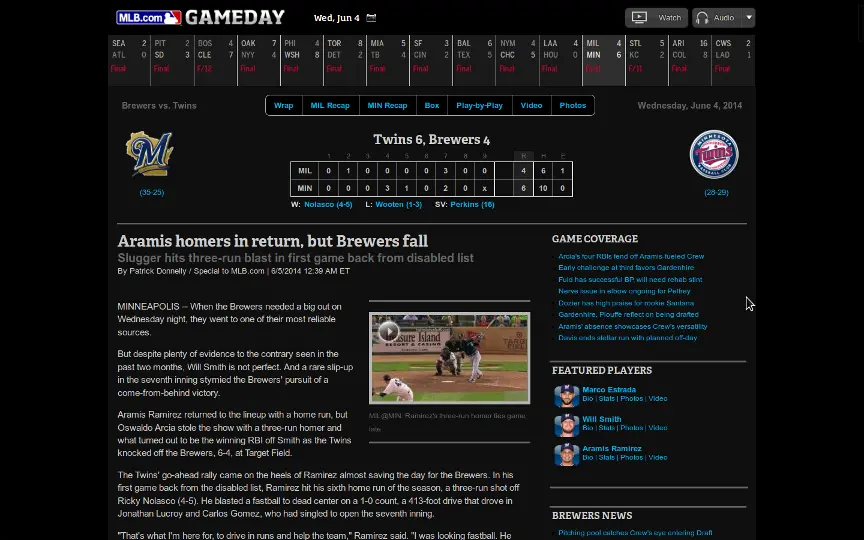 MLB.com GAMEDAY Wed, Jun 4 Watch Audio
SEA 2 PIT 2 BOS 4 OAK 7 PHI 4 TOR 8 MIA 5 SF 3 BAL 6 NYM 4 LAA 4 MIL 4 STL 5 ARI 16 CWS 2
ATL 0 SD 3 CLE 7 NYY 4 WSH 8 DET 2 TB 4 CIN 2 TEX 5 CHC 5 HOU 0 MIN 6 KC 2 COL 8 LAD 1
Final Final F/12 Final Final Final Final Final Final Final Final Final F/11 Final Final
Brewers vs. Twins Wrap MIL Recap MIN Recap Box Play-by-Play Video Photos Wednesday, June 4, 2014
Twins 6, Brewers 4
1 2 3 4 5 6 7 8 9 R H E
MIL 0 1 0 0 0 0 3 0 0 4 6 1
MIN 0 0 0 3 1 0 2 0 x 6 10 0
(35-25) (28-29)
W: Nolasco (4-5) L: Wooten (1-3) SV: Perkins (16)
Aramis homers in return, but Brewers fall
Slugger hits three-run blast in first game back from disabled list
By Patrick Donnelly / Special to MLB.com | 6/5/2014 12:39 AM ET
MINNEAPOLIS -- When the Brewers needed a big out on
Wednesday night, they went to one of their most reliable
sources.
But despite plenty of evidence to the contrary seen in the
past two months, Will Smith is not perfect. And a rare slip-up
in the seventh inning stymied the Brewers' pursuit of a
come-from-behind victory.
Aramis Ramirez returned to the lineup with a home run, but
Oswaldo Arcia stole the show with a three-run homer and
what turned out to be the winning RBI off Smith as the Twins
knocked off the Brewers, 6-4, at Target Field.
MIL@MIN: Ramirez's three-run homer ties game
The Twins' go-ahead rally came on the heels of Ramirez almost saving the day for the Brewers. In his
first game back from the disabled list, Ramirez hit his sixth home run of the season, a three-run shot off
Ricky Nolasco (4-5). He blasted a fastball to dead center on a 1-0 count, a 413-foot drive that drove in
Jonathan Lucroy and Carlos Gomez, who had singled to open the seventh inning.
"That's what I'm here for, to drive in runs and help the team," Ramirez said. "I was looking fastball. He
GAME COVERAGE
Arcia's four RBIs fend off Aramis-fueled Crew
Early challenge at third favors Gardenhire
Fuld has successful BP, will need rehab stint
Nerve issue in elbow ongoing for Pelfrey
Dozier has high praise for rookie Santana
Gardenhire, Plouffe reflect on being drafted
Aramis' absence showcases Crew's versatility
Davis ends stellar run with planned off-day
FEATURED PLAYERS
Marco Estrada
Bio | Stats | Photos | Video
Will Smith
Bio | Stats | Photos | Video
Aramis Ramirez
Bio | Stats | Photos | Video
BREWERS NEWS
Pitching pool catches Crew's eye entering Draft